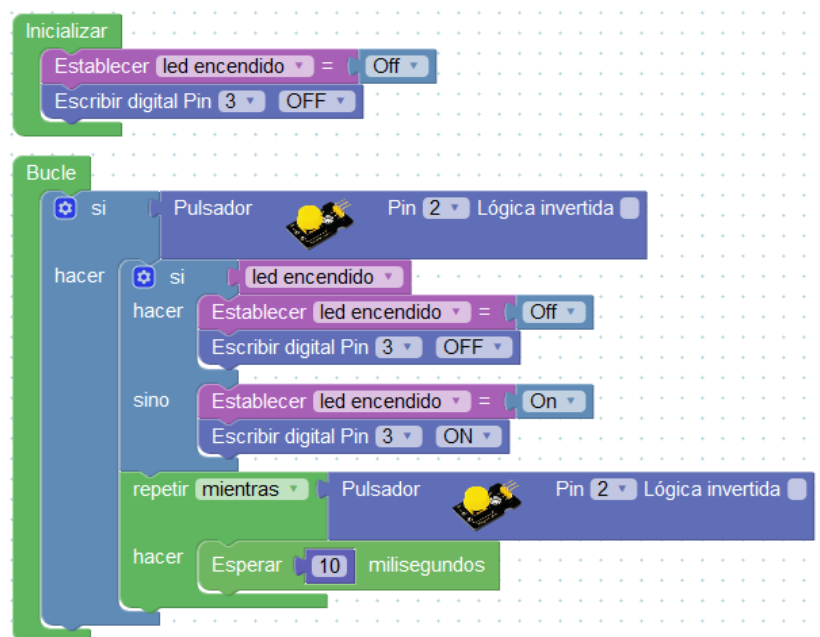 Inicializar
Establecer led encendido = Off
Escribir digital Pin 3 OFF
Bucle
si Pulsador Pin 2 Lógica invertida
hacer si led encendido
hacer Establecer led encendido = Off
Escribir digital Pin 3 OFF
sino Establecer led encendido = On
Escribir digital Pin 3 ON
repetir mientras Pulsador Pin 2 Lógica invertida
hacer Esperar 10 milisegundos